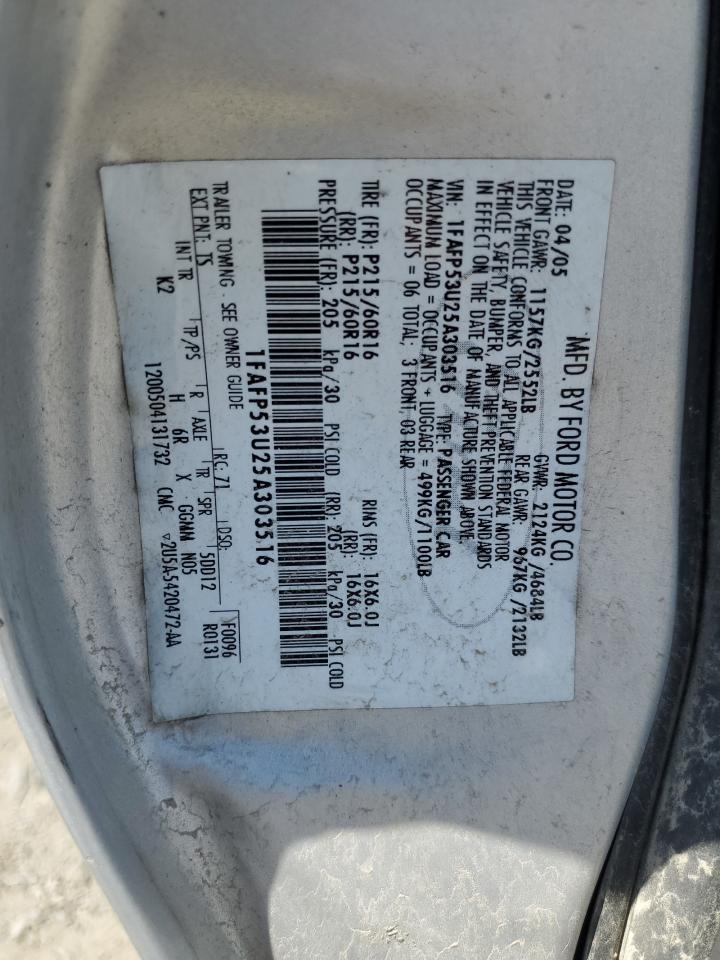 MFD. BY FORD MOTOR CO.
DATE: 04/05 GVWR: 2124KG /4684LB
FRONT GAWR: 1157KG/2552LB REAR GAWR: 967KG /2132LB
THIS VEHICLE CONFORMS TO ALL APPLICABLE FEDERAL MOTOR
VEHICLE SAFETY, BUMPER, AND THEFT PREVENTION STANDARDS
IN EFFECT ON THE DATE OF MANUFACTURE SHOWN ABOVE.
VIN: 1FAFP53U25A303516 TYPE: PASSENGER CAR
MAXIMUM LOAD = OCCUPANTS + LUGGAGE = 499KG/1100LB
OCCUPANTS = 06 TOTAL; 3 FRONT, 03 REAR
TIRE (FR): P215/60R16 RIMS (FR): 16X6.0J
(RR): P215/60R16 (RR): 16X6.0J
PRESSURE (FR): 205 kPa/30 PSI COLD (RR): 205 kPa/30 PSI COLD
1FAFP53U25A303516
TRAILER TOWING - SEE OWNER GUIDE
F0096
EXT PNT: TS RC: 71 DSO: R0131
INT TR TP/PS R AXLE TR SPR 5DD12
K2 H 6R X GGMM N05
1200504131732 CMC ▽2U5A-5420472-AA